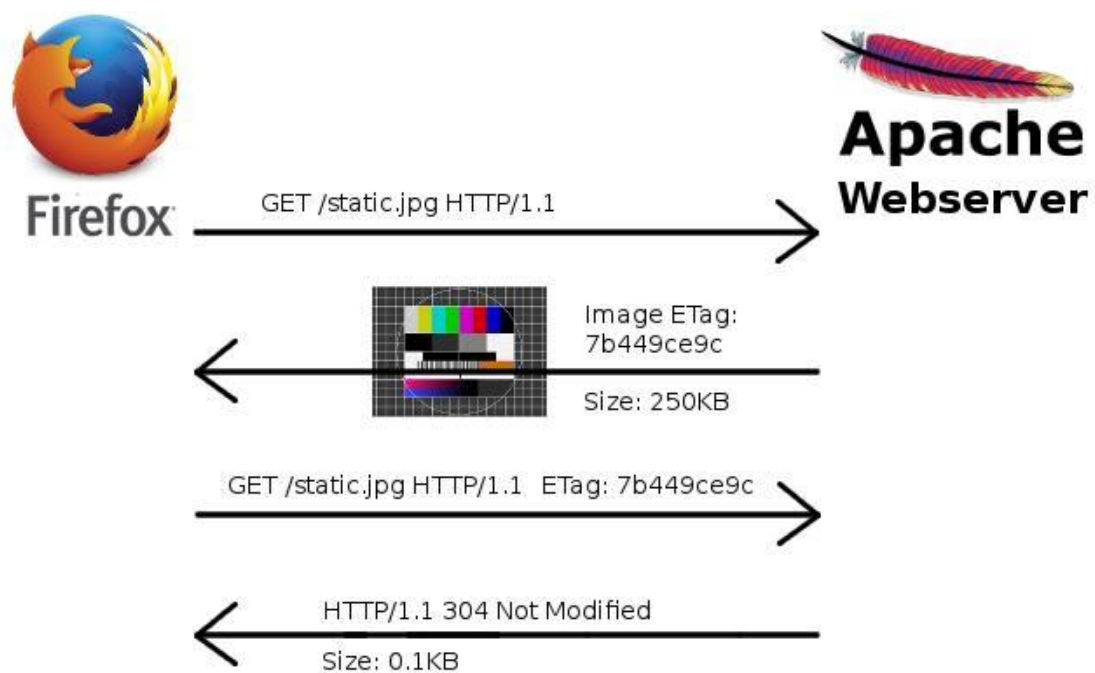 Firefox
Apache
Webserver
GET /static.jpg HTTP/1.1
Image ETag:
7b449ce9c
Size: 250KB
GET /static.jpg HTTP/1.1 ETag: 7b449ce9c
HTTP/1.1 304 Not Modified
Size: 0.1KB